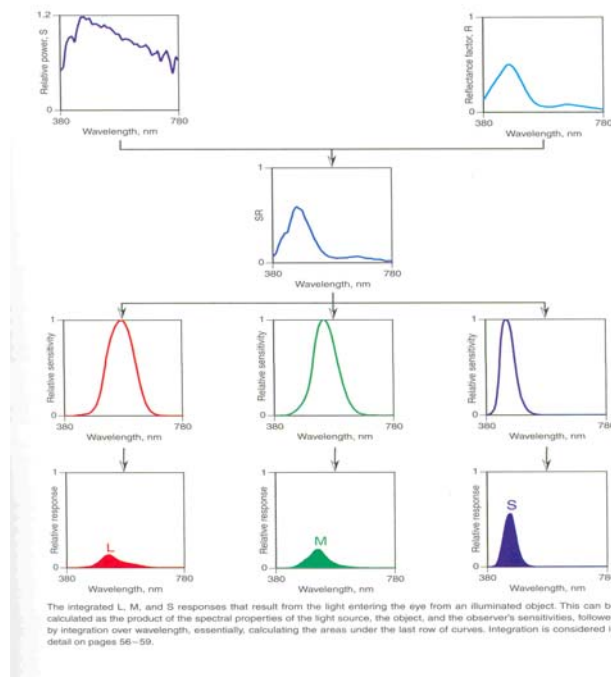 1.2
Relative power, S
0
380
780
Wavelength, nm
1
Reflectance factor, R
0
380
780
Wavelength, nm
1
SR
0
380
780
Wavelength, nm
1
Relative sensitivity
0
380
780
Wavelength, nm
1
Relative sensitivity
0
380
780
Wavelength, nm
1
Relative sensitivity
0
380
780
Wavelength, nm
1
Relative response
L
0
380
780
Wavelength, nm
1
Relative response
M
0
380
780
Wavelength, nm
1
Relative response
S
0
380
780
Wavelength, nm
The integrated L, M, and S responses that result from the light entering the eye from an illuminated object. This can b
calculated as the product of the spectral properties of the light source, the object, and the observer's sensitivities, followe
by integration over wavelength, essentially, calculating the areas under the last row of curves. Integration is considered i
detail on pages 56–59.